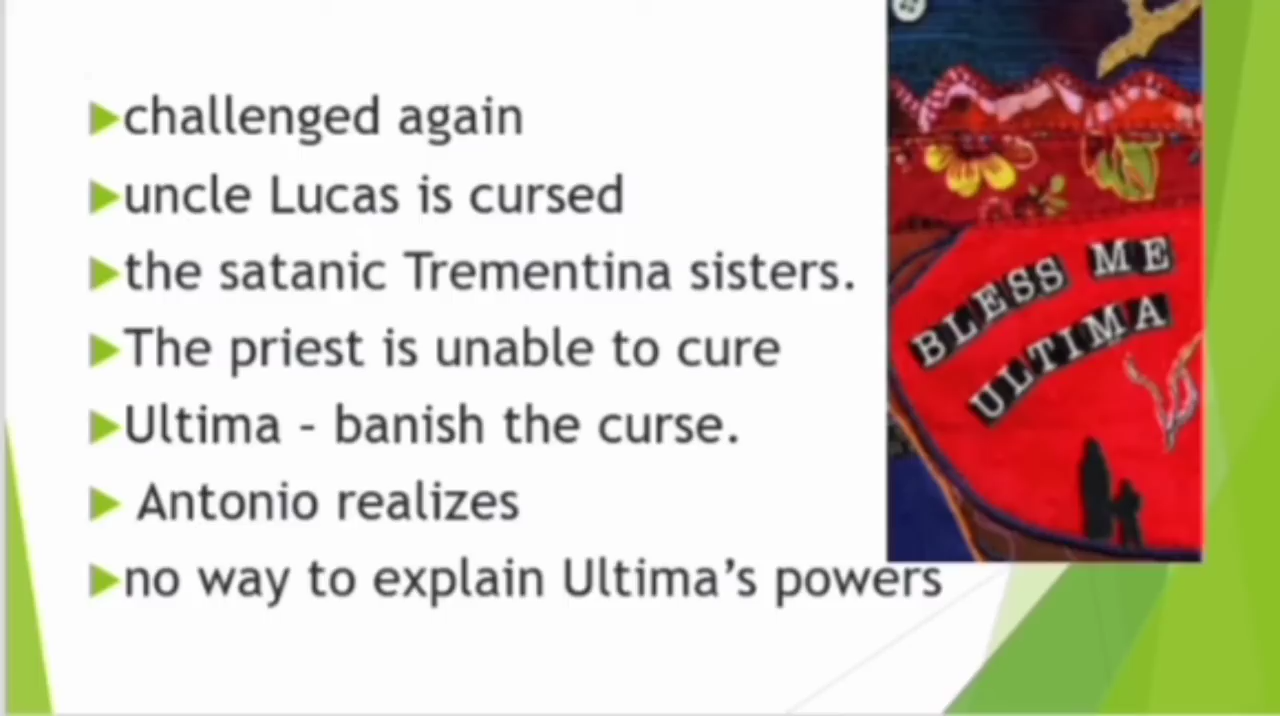 challenged again
uncle Lucas is cursed
the satanic Trementina sisters.
The priest is unable to cure
Ultima – banish the curse.
Antonio realizes
no way to explain Ultima’s powers
BLESS ME
ULTIMA